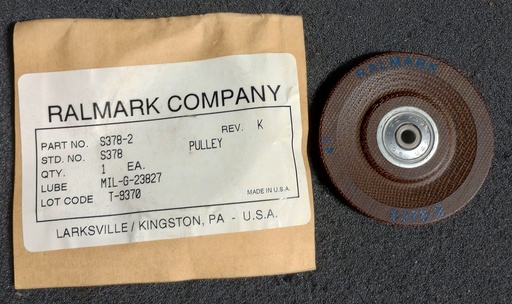 RALMARK COMPANY
PART NO. S378-2 REV. K
STD. NO. S378 PULLEY
QTY. 1 EA.
LUBE MIL-G-23827
LOT CODE T-9370 MADE IN U.S.A.
LARKSVILLE / KINGSTON, PA - U.S.A.
RALMARK